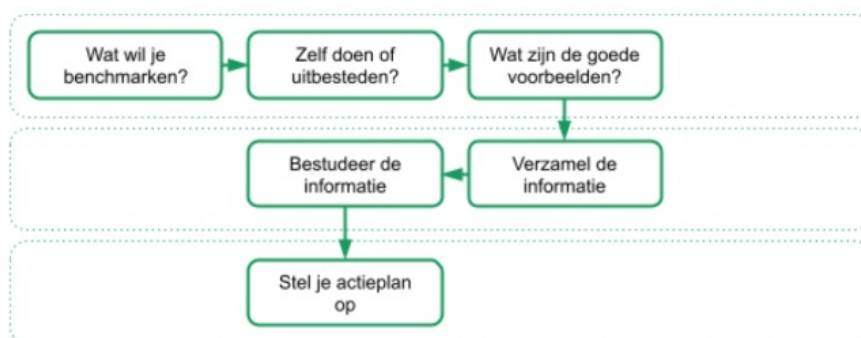 Wat wil je
benchmarken?
Zelf doen of
uitbesteden?
Wat zijn de goede
voorbeelden?
Verzamel de
informatie
Bestudeer de
informatie
Stel je actieplan
op